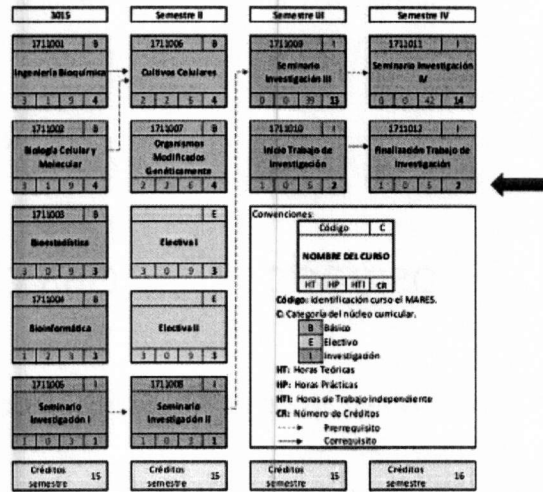 3015
Semestre II
Semestre III
Semestre IV
1711001 B
Ingeniería Bioquímica
3 1 9 4
1711006 B
Cultivos Celulares
2 2 6 4
1711009 I
Seminario
Investigación III
0 0 39 13
1711011 I
Seminario Investigación
IV
0 0 42 14
1711002 B
Biología Celular y
Molecular
3 1 9 4
1711007 B
Organismos
Modificados
Genéticamente
2 2 6 4
1711010 I
Inicio Trabajo de
Investigación
1 0 5 2
1711012 I
Finalización Trabajo de
Investigación
1 0 5 2
1711003 B
Bioestadística
3 0 9 3
E
Electiva I
3 0 9 3
1711004 B
Bioinformática
1 2 3 3
E
Electiva II
3 0 9 3
1711005 I
Seminario
Investigación I
1 0 3 1
1711008 I
Seminario
Investigación II
1 0 3 1
Convenciones:
Código C
NOMBRE DEL CURSO
HT HP HTI CR
Código: identificación curso el MARES.
C: Categoría del núcleo curricular.
B Básico
E Electivo
I Investigación
HT: Horas Teóricas
HP: Horas Prácticas
HTI: Horas de Trabajo Independiente
CR: Número de Créditos
Prerrequisito
Correquisito
Créditos
semestre 15
Créditos
semestre 15
Créditos
semestre 15
Créditos
semestre 16